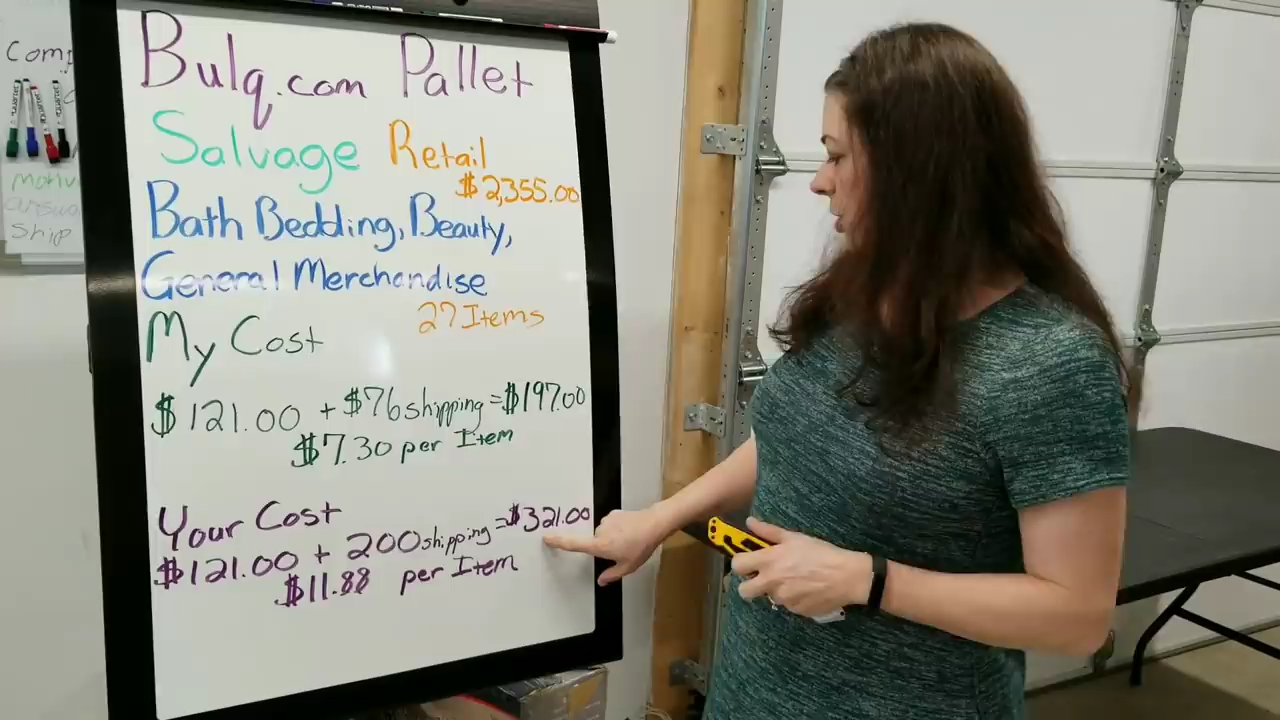 Bulq.com Pallet
Salvage Retail
$2,355.00
Bath Bedding, Beauty,
General Merchandise
27 Items
My Cost
$121.00 + $76 shipping = $197.00
$7.30 per Item
Your Cost
$121.00 + 200 shipping = $321.00
$11.88 per Item
ship